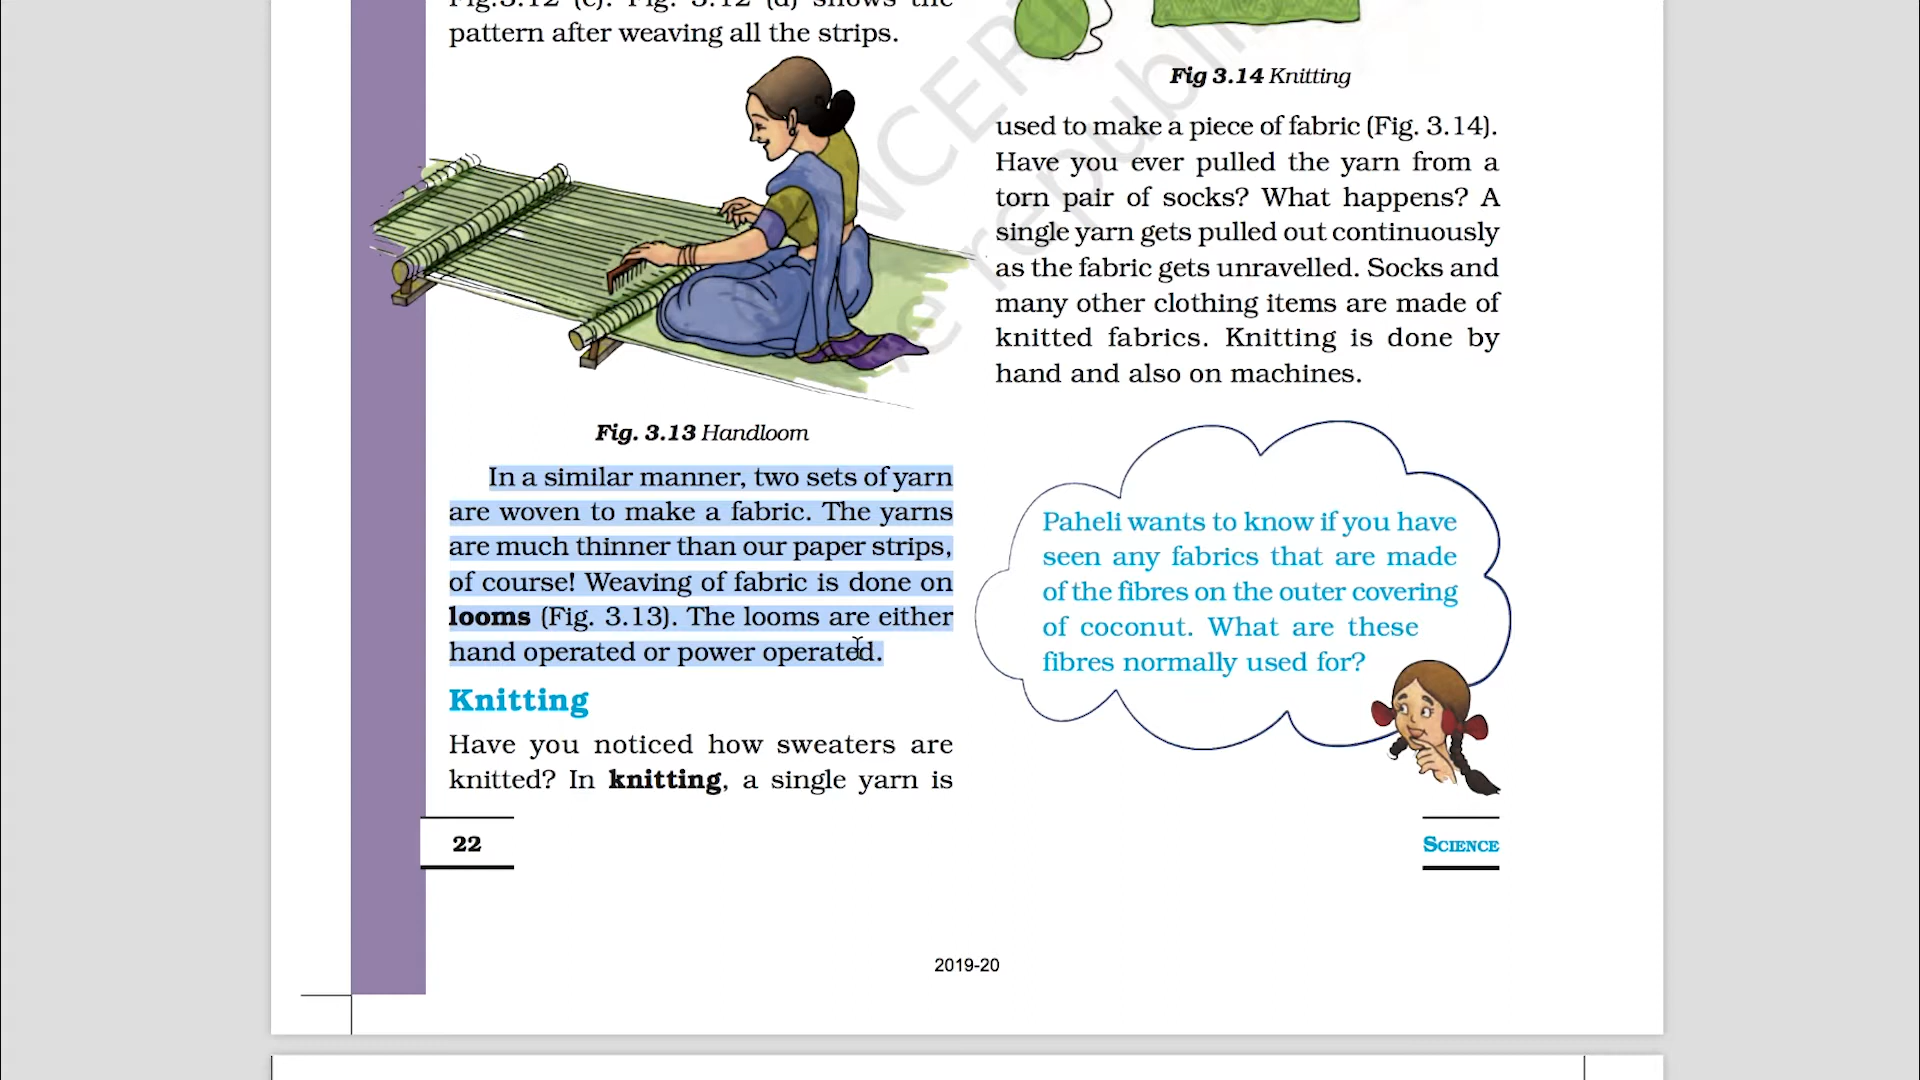 Fig.3.12 (c). Fig. 3.12 (d) shows the
pattern after weaving all the strips.
Fig. 3.13 Handloom
In a similar manner, two sets of yarn
are woven to make a fabric. The yarns
are much thinner than our paper strips,
of course! Weaving of fabric is done on
looms (Fig. 3.13). The looms are either
hand operated or power operated.
Knitting
Have you noticed how sweaters are
knitted? In knitting, a single yarn is
Fig 3.14 Knitting
used to make a piece of fabric (Fig. 3.14).
Have you ever pulled the yarn from a
torn pair of socks? What happens? A
single yarn gets pulled out continuously
as the fabric gets unravelled. Socks and
many other clothing items are made of
knitted fabrics. Knitting is done by
hand and also on machines.
Paheli wants to know if you have
seen any fabrics that are made
of the fibres on the outer covering
of coconut. What are these
fibres normally used for?
22
SCIENCE
2019-20